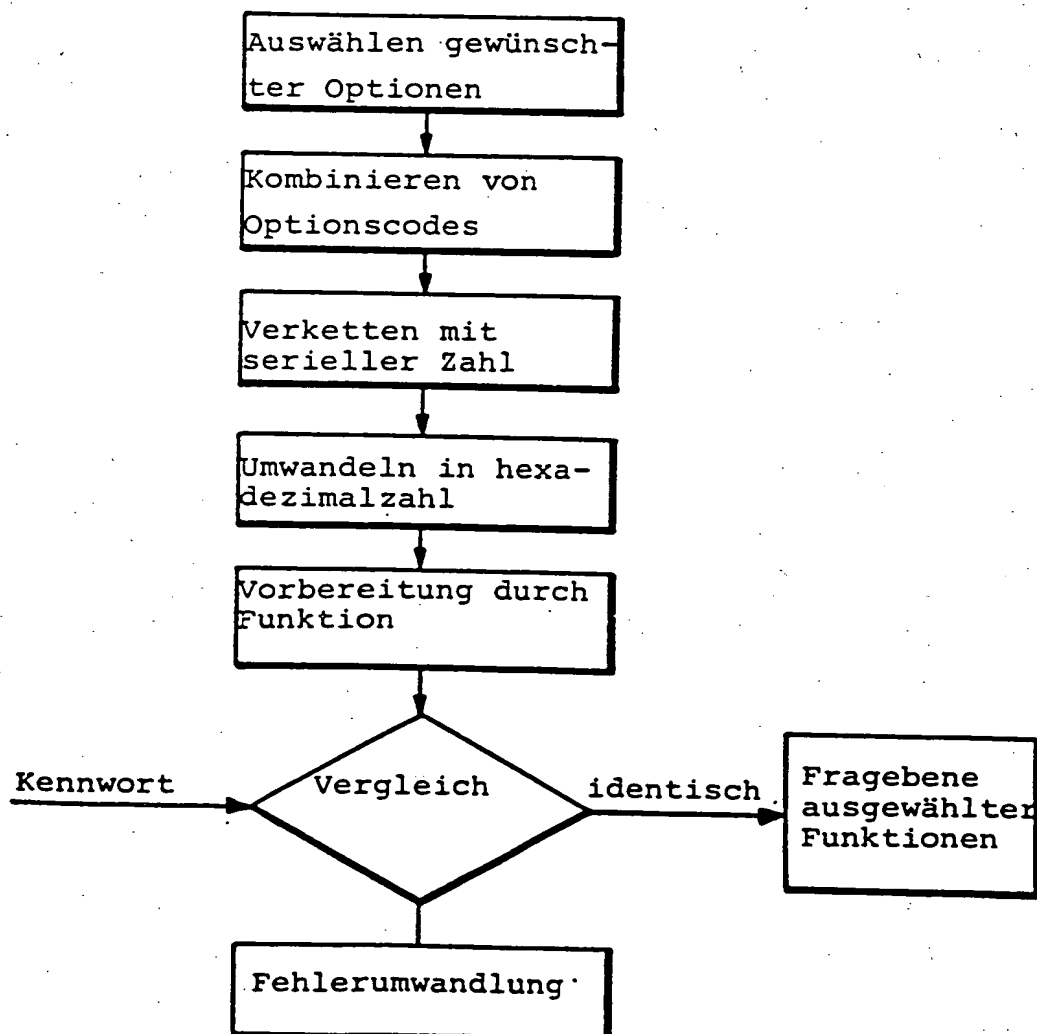 Auswählen gewünsch-
ter Optionen
Kombinieren von
Optionscodes
Verketten mit
serieller Zahl
Umwandeln in hexa-
dezimalzahl
Vorbereitung durch
Funktion
Kennwort
Vergleich
identisch
Fragebene
ausgewählter
Funktionen
Fehlerumwandlung